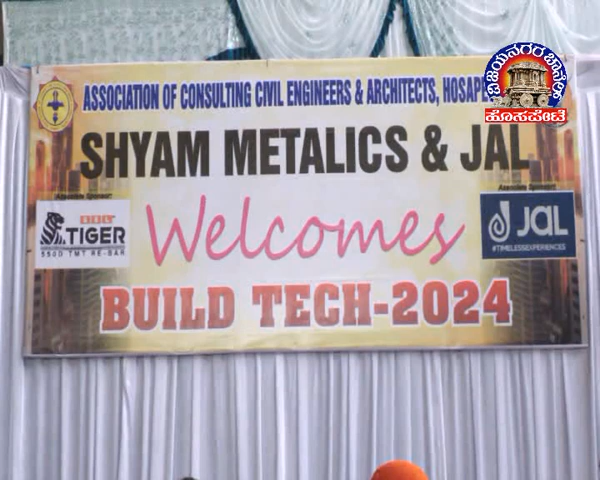 ASSOCIATION OF CONSULTING CIVIL ENGINEERS & ARCHITECTS,
ವಿಜಯನಗರ ಚಾನೆಲ್
ಹೊಸಪೇಟೆ
SHYAM METALICS & JAL
TIGER
550D TMT RE-BAR
Welcomes
JAL
#TIMELESSEXPERIENCES
BUILD TECH-2024